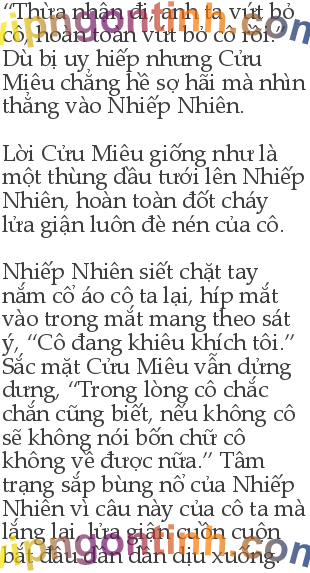 “Thừa nhận đi, anh ta vứt bỏ
cô, hoàn toàn vứt bỏ cô rồi.”
Dù bị uy hiếp nhưng Cửu
Miêu chẳng hề sợ hãi mà nhìn
thẳng vào Nhiếp Nhiên.

Lời Cửu Miêu giống như là
một thùng dầu tưới lên Nhiếp
Nhiên, hoàn toàn đốt cháy
lửa giận luôn đè nén của cô.

Nhiếp Nhiên siết chặt tay
nắm cổ áo cô ta lại, híp mắt
vào trong mắt mang theo sát
ý, “Cô đang khiêu khích tôi.”
Sắc mặt Cửu Miêu vẫn dửng
dưng, “Trong lòng cô chắc
chắn cũng biết, nếu không cô
sẽ không nói bốn chữ cô
không về được nữa.” Tâm
trạng sắp bùng nổ của Nhiếp
Nhiên vì câu này của cô ta mà
lắng lại, lửa giận cuồn cuộn
bắt đầu dần dần dịu xuống.
vipngontinh.com
vipngontinh.com